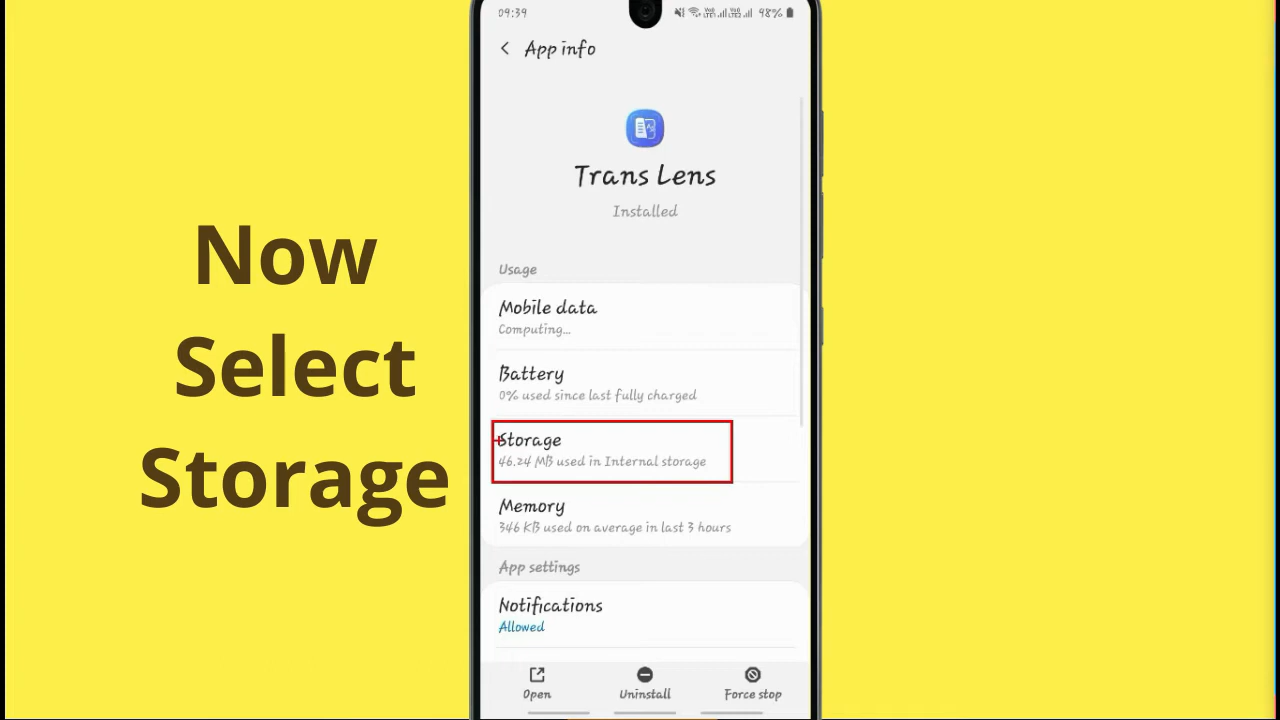 Now
Select
Storage
09:39
98%
App info
Trans Lens
Installed
Usage
Mobile data
Computing...
Battery
0% used since last fully charged
Storage
46.24 MB used in Internal storage
Memory
346 KB used on average in last 3 hours
App settings
Notifications
Allowed
Open
Uninstall
Force stop